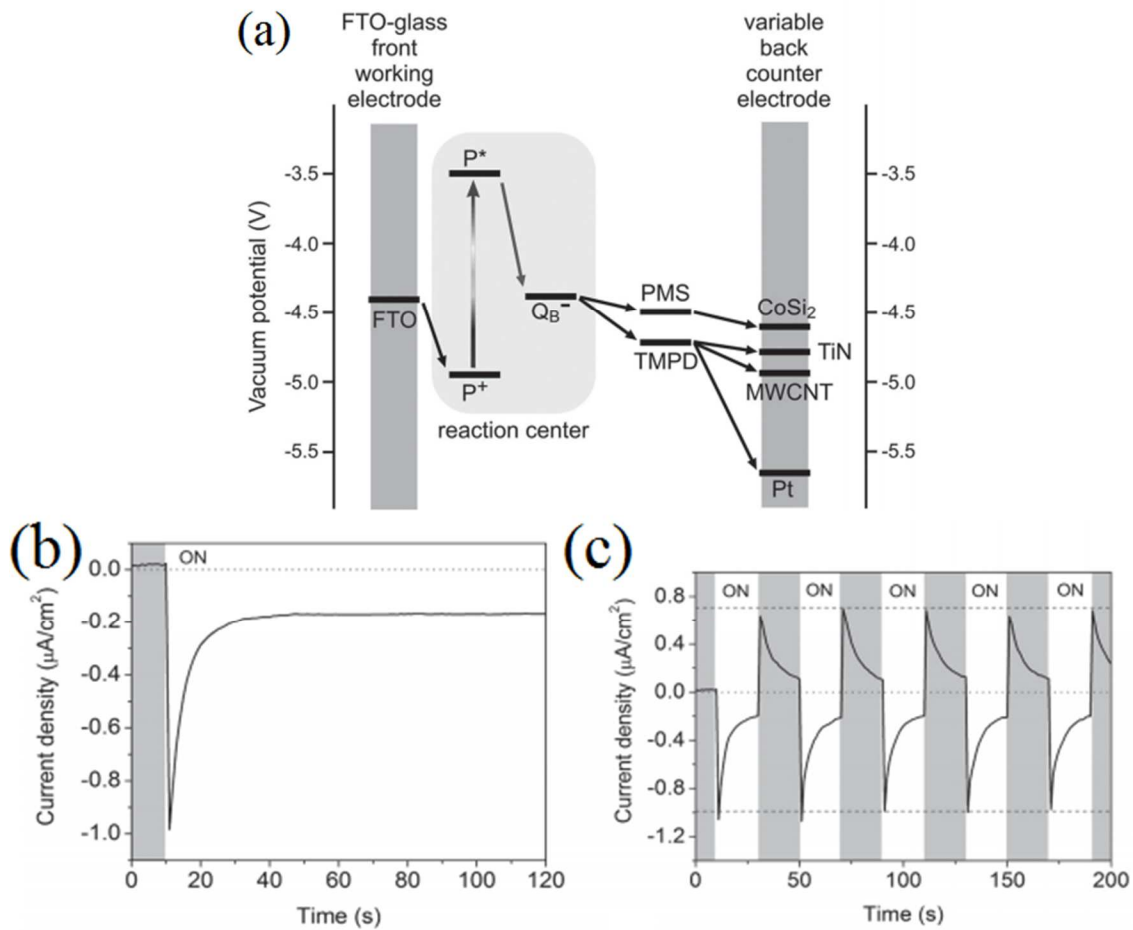 (a)
FTO-glass
front
working
electrode
variable
back
counter
electrode
Vacuum potential (V)
-3.5
-4.0
-4.5
-5.0
-5.5
FTO
P*
P+
QB-
reaction center
PMS
TMPD
CoSi2
TiN
MWCNT
Pt
-3.5
-4.0
-4.5
-5.0
-5.5
(b)
ON
Current density (μA/cm2)
0.0
-0.2
-0.4
-0.6
-0.8
-1.0
0 20 40 60 80 100 120
Time (s)
(c)
ON ON ON ON ON
Current density (μA/cm2)
0.8
0.4
0.0
-0.4
-0.8
-1.2
0 50 100 150 200
Time (s)